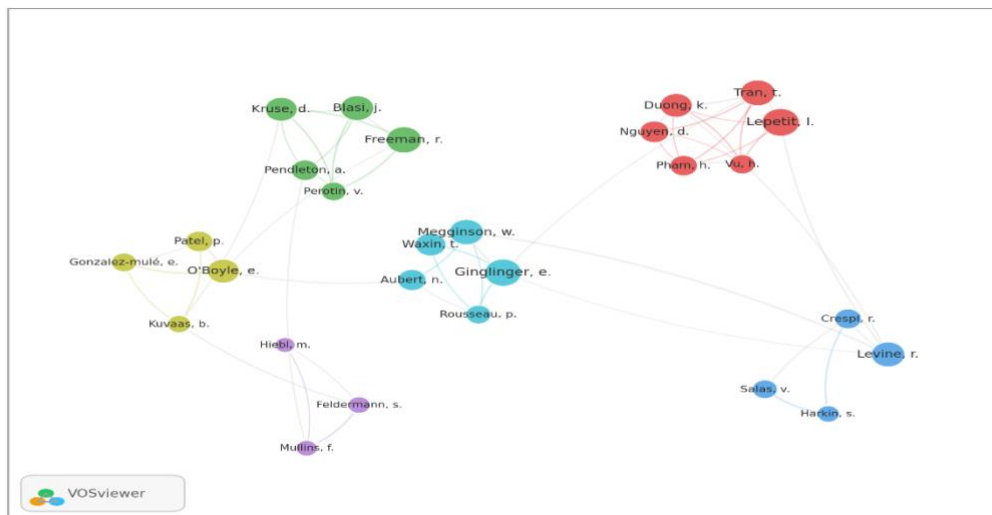 Kruse, d.
Blasi, j.
Freeman, r.
Pendleton, a.
Perotin, v.
Tran, t.
Duong, k.
Lepetit, l.
Nguyen, d.
Pham, h.
Vu, h.
Patel, p.
Gonzalez-mulé, e.
O'Boyle, e.
Kuvaas, b.
Megginson, w.
Waxin, t.
Ginglinger, e.
Aubert, n.
Rousseau, p.
Hiebl, m.
Feldermann, s.
Mullins, f.
Crespl, r.
Levine, r.
Salas, v.
Harkin, s.
VOSviewer